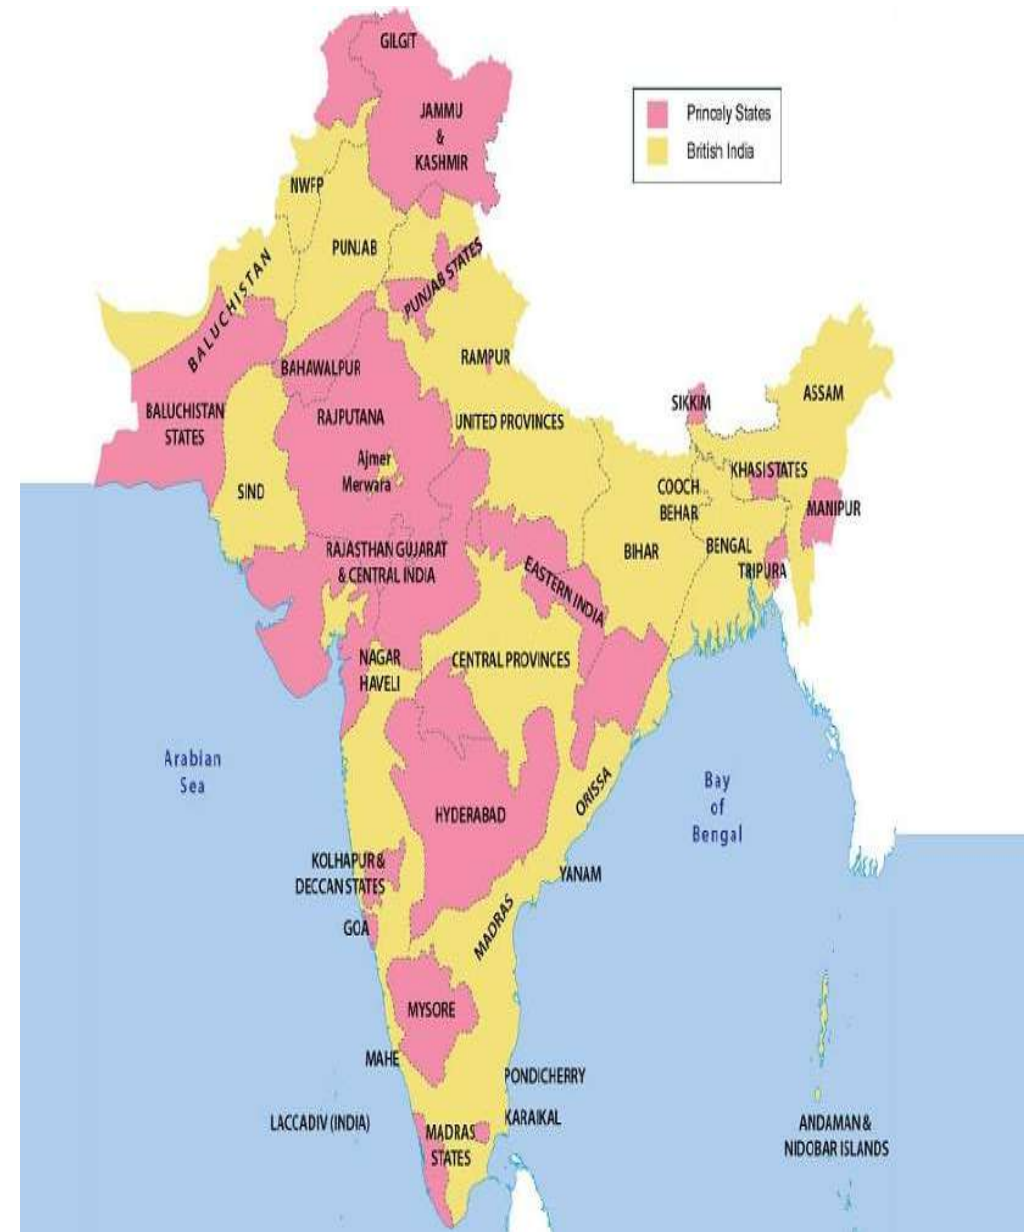 GILGIT
Princely States
British India
JAMMU
&
KASHMIR
NWFP
PUNJAB
PUNJAB STATES
BALUCHISTAN
RAMPUR
BAHAWALPUR
ASSAM
SIKKIM
BALUCHISTAN
STATES
RAJPUTANA
UNITED PROVINCES
Ajmer
Merwara
KHASI STATES
SIND
COOCH
BEHAR
MANIPUR
RAJASTHAN GUJARAT
& CENTRAL INDIA
BIHAR
BENGAL
EASTERN INDIA
TRIPURA
NAGAR
HAVELI
CENTRAL PROVINCES
Arabian
Sea
ORISSA
Bay
of
Bengal
HYDERABAD
KOLHAPUR &
DECCAN STATES
YANAM
GOA
MADRAS
MYSORE
MAHE
PONDICHERRY
LACCADIV (INDIA)
KARAIKAL
MADRAS
STATES
ANDAMAN &
NIDOBAR ISLANDS